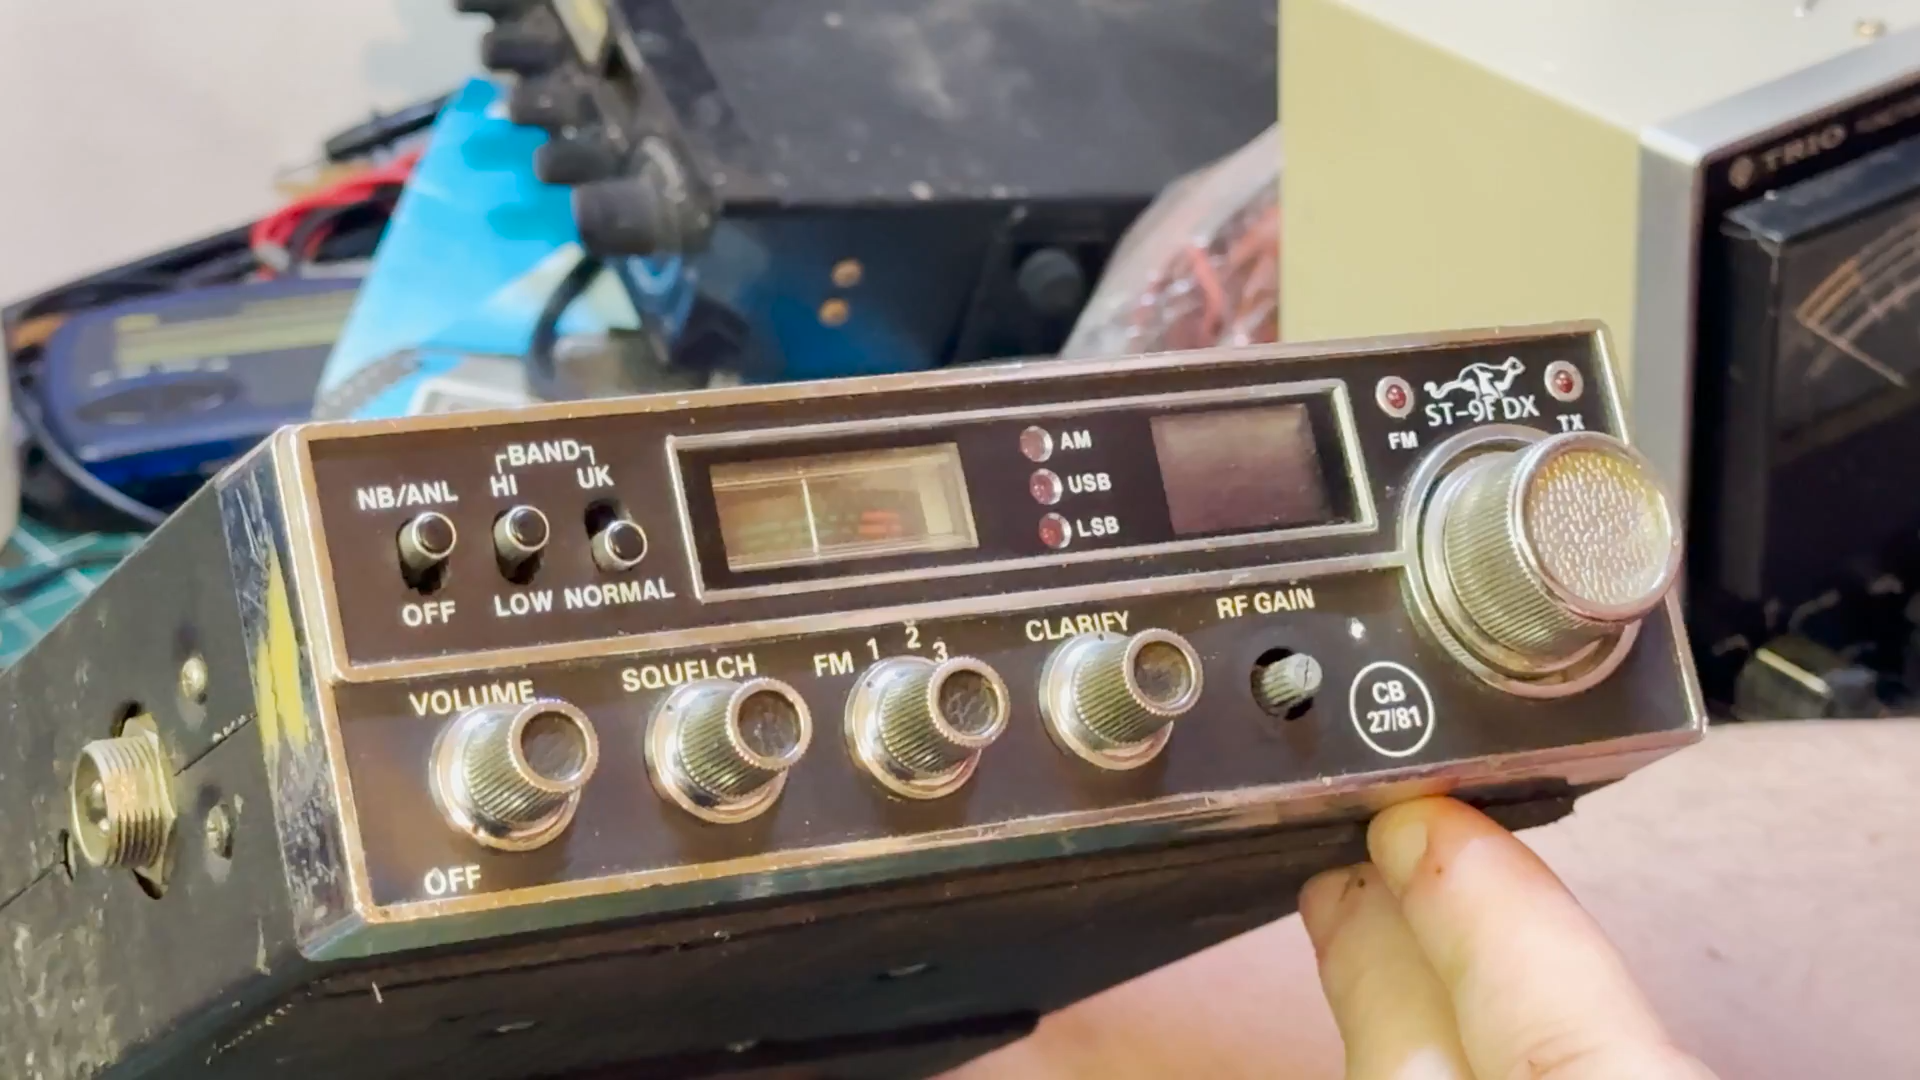 TRIO
ST-9F DX
FM
TX
BAND
NB/ANL
HI
UK
OFF
LOW
NORMAL
AM
USB
LSB
VOLUME
OFF
SQUELCH
FM 1 2 3
CLARIFY
RF GAIN
CB
27/81